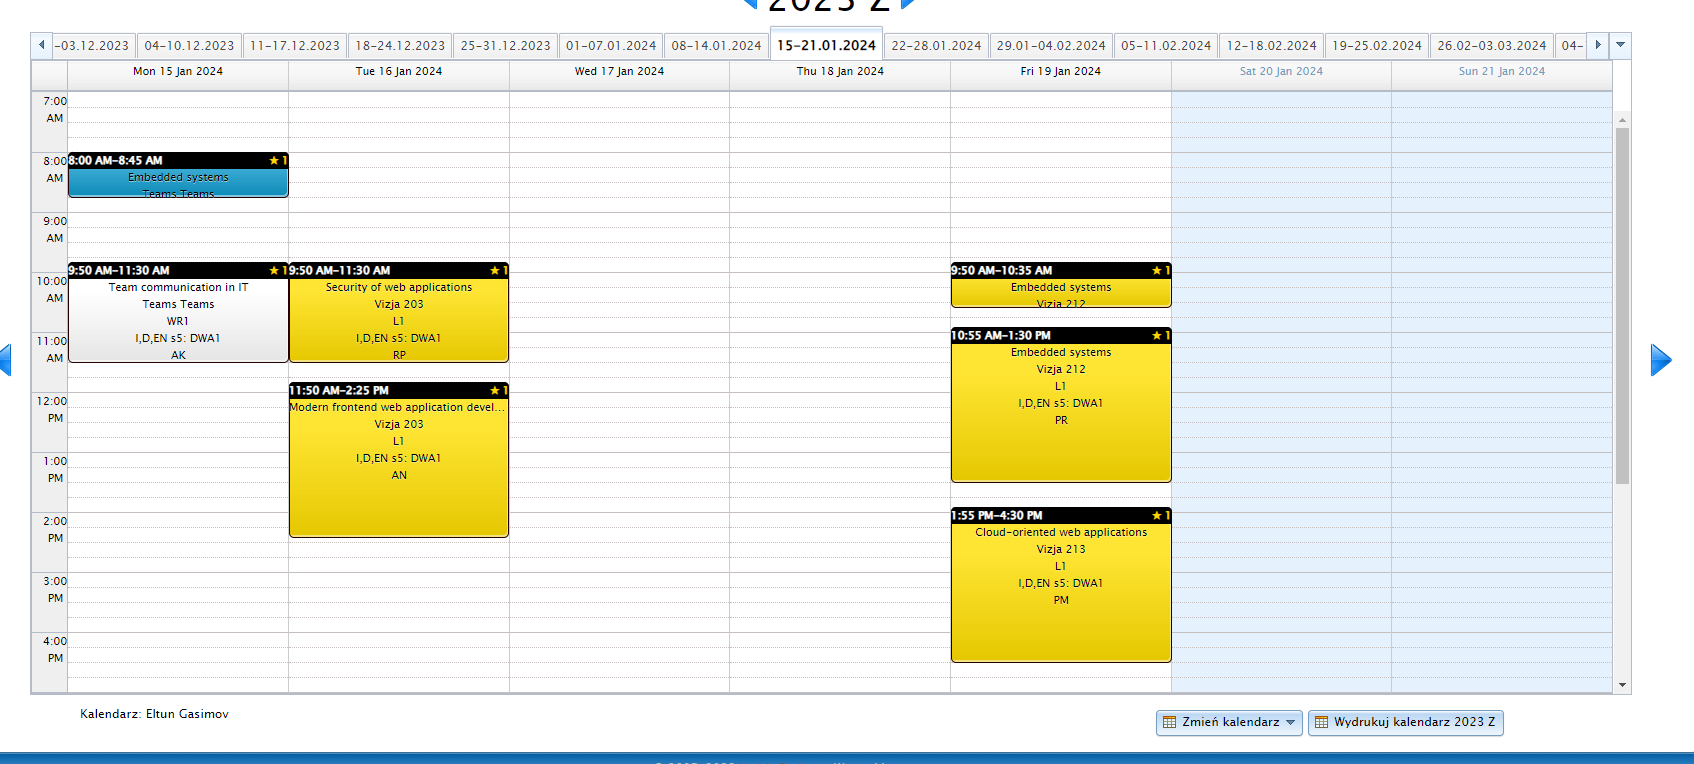 2023 Z
-03.12.2023 04-10.12.2023 11-17.12.2023 18-24.12.2023 25-31.12.2023 01-07.01.2024 08-14.01.2024 15-21.01.2024 22-28.01.2024 29.01-04.02.2024 05-11.02.2024 12-18.02.2024 19-25.02.2024 26.02-03.03.2024 04-
Mon 15 Jan 2024 Tue 16 Jan 2024 Wed 17 Jan 2024 Thu 18 Jan 2024 Fri 19 Jan 2024 Sat 20 Jan 2024 Sun 21 Jan 2024
7:00
AM
8:00
AM
9:00
AM
10:00
AM
11:00
AM
12:00
PM
1:00
PM
2:00
PM
3:00
PM
4:00
PM
8:00 AM-8:45 AM ★ 1
Embedded systems
Teams Teams
9:50 AM-11:30 AM ★ 1
Team communication in IT
Teams Teams
WR1
I,D,EN s5: DWA1
AK
9:50 AM-11:30 AM ★ 1
Security of web applications
Vizja 203
L1
I,D,EN s5: DWA1
RP
11:50 AM-2:25 PM ★ 1
Modern frontend web application devel...
Vizja 203
L1
I,D,EN s5: DWA1
AN
9:50 AM-10:35 AM ★ 1
Embedded systems
Vizja 212
10:55 AM-1:30 PM ★ 1
Embedded systems
Vizja 212
L1
I,D,EN s5: DWA1
PR
1:55 PM-4:30 PM ★ 1
Cloud-oriented web applications
Vizja 213
L1
I,D,EN s5: DWA1
PM
Kalendarz: Eltun Gasimov
Zmień kalendarz
Wydrukuj kalendarz 2023 Z